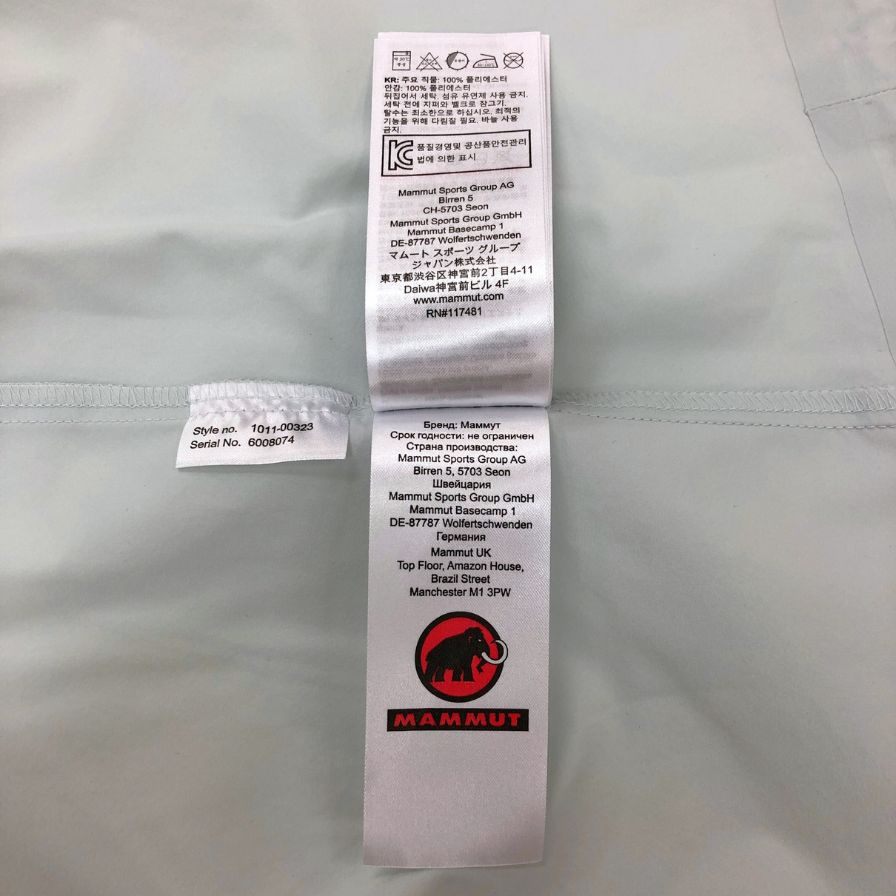 KR: 주요 직물: 100% 폴리에스터
안감: 100% 폴리에스터
뒤집어서 세탁. 섬유 유연제 사용 금지.
세탁 전에 지퍼와 벨크로 잠그기.
탈수는 최소한으로 하십시오. 최적의
기능을 위해 다림질 필요. 바늘 사용
금지.
품질경영및 공산품안전관리
법에 의한 표시
Mammut Sports Group AG
Birren 5
CH-5703 Seon
Mammut Sports Group GmbH
Mammut Basecamp 1
DE-87787 Wolfertschwenden
マムート スポーツ グループ
ジャパン株式会社
東京都渋谷区神宮前2丁目4-11
Daiwa神宮前ビル 4F
www.mammut.com
RN#117481
Style no. 1011-00323
Serial No. 6008074
Бренд: Маммут
Срок годности: не ограничен
Страна производства:
Mammut Sports Group AG
Birren 5, 5703 Seon
Швейцария
Mammut Sports Group GmbH
Mammut Basecamp 1
DE-87787 Wolfertschwenden
Германия
Mammut UK
Top Floor, Amazon House,
Brazil Street
Manchester M1 3PW
MAMMUT